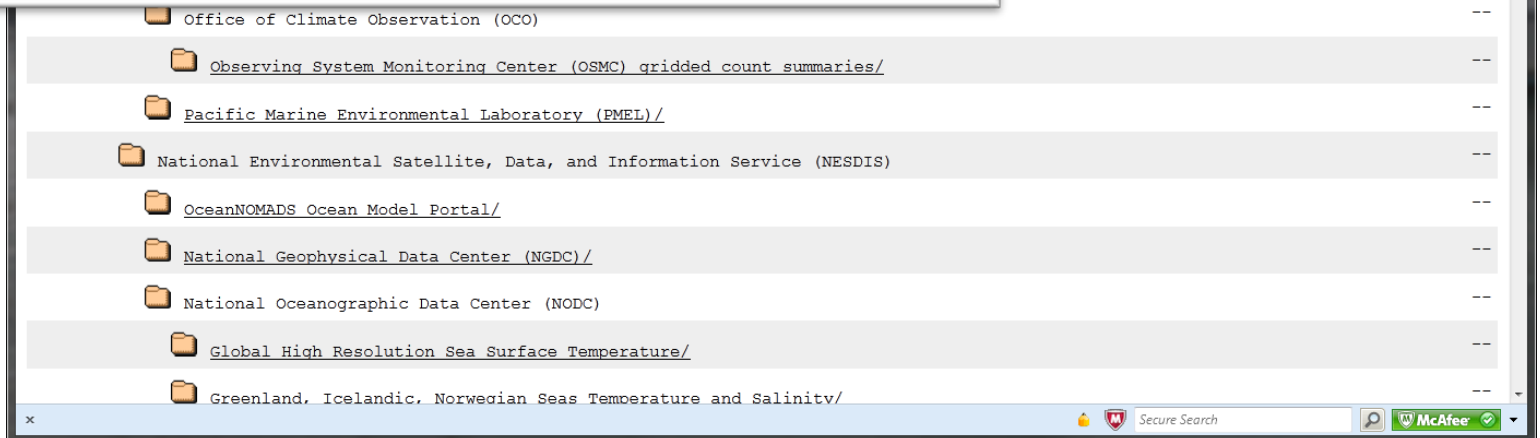 Office of Climate Observation (OCO) --
Observing System Monitoring Center (OSMC) gridded count summaries/ --
Pacific Marine Environmental Laboratory (PMEL)/ --
National Environmental Satellite, Data, and Information Service (NESDIS) --
OceanNOMADS Ocean Model Portal/ --
National Geophysical Data Center (NGDC)/ --
National Oceanographic Data Center (NODC) --
Global High Resolution Sea Surface Temperature/ --
Greenland, Icelandic, Norwegian Seas Temperature and Salinity/ --
x Secure Search McAfee